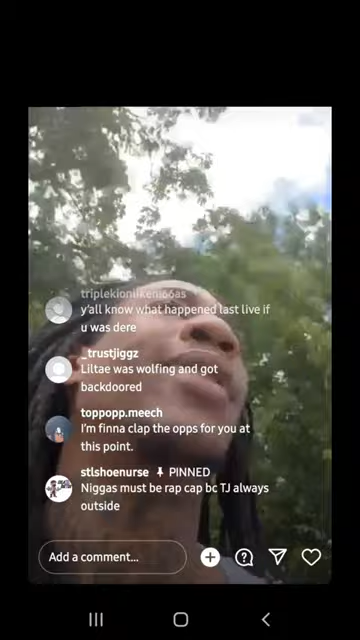 triplekionlikem66as
y'all know what happened last live if
u was dere
_trustjiggz
Liltae was wolfing and got
backdoored
toppopp.meech
I'm finna clap the opps for you at
this point.
stlshoenurse PINNED
Niggas must be rap cap bc TJ always
outside
Add a comment...